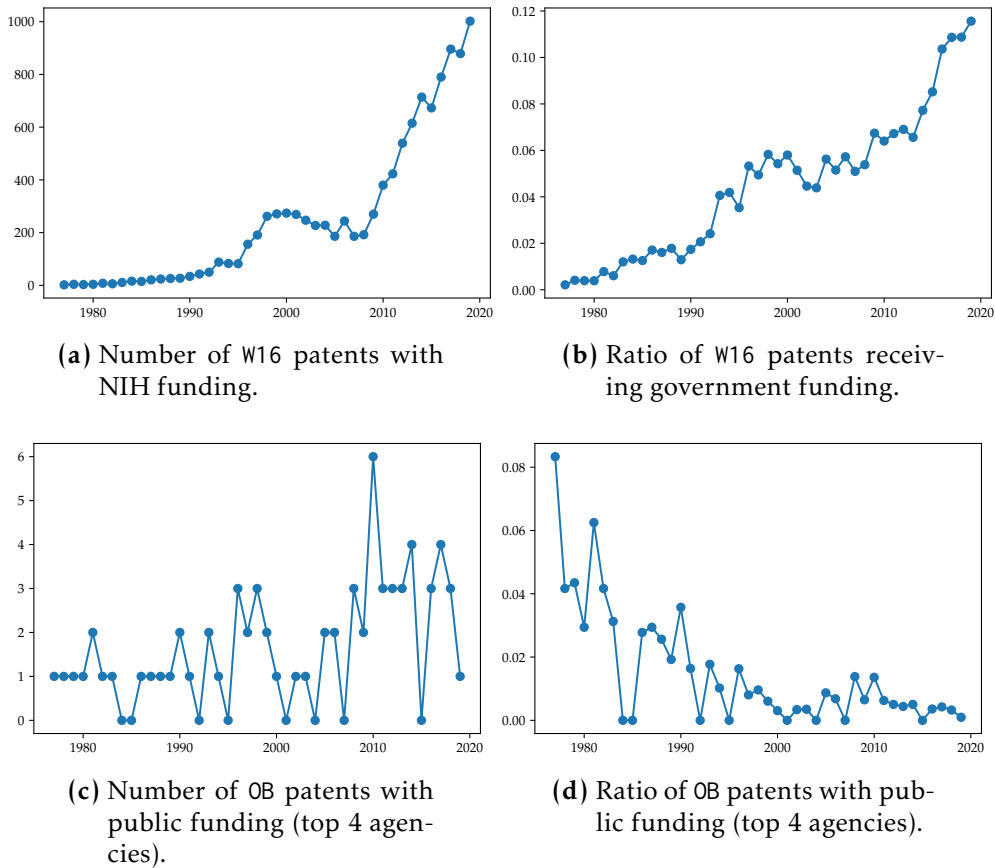 1000
800
600
400
200
0
1980 1990 2000 2010 2020
0.12
0.10
0.08
0.06
0.04
0.02
0.00
1980 1990 2000 2010 2020
(a) Number of W16 patents with
NIH funding.
(b) Ratio of W16 patents receiv-
ing government funding.
6
5
4
3
2
1
0
1980 1990 2000 2010 2020
0.08
0.06
0.04
0.02
0.00
1980 1990 2000 2010 2020
(c) Number of OB patents with
public funding (top 4 agen-
cies).
(d) Ratio of OB patents with pub-
lic funding (top 4 agencies).